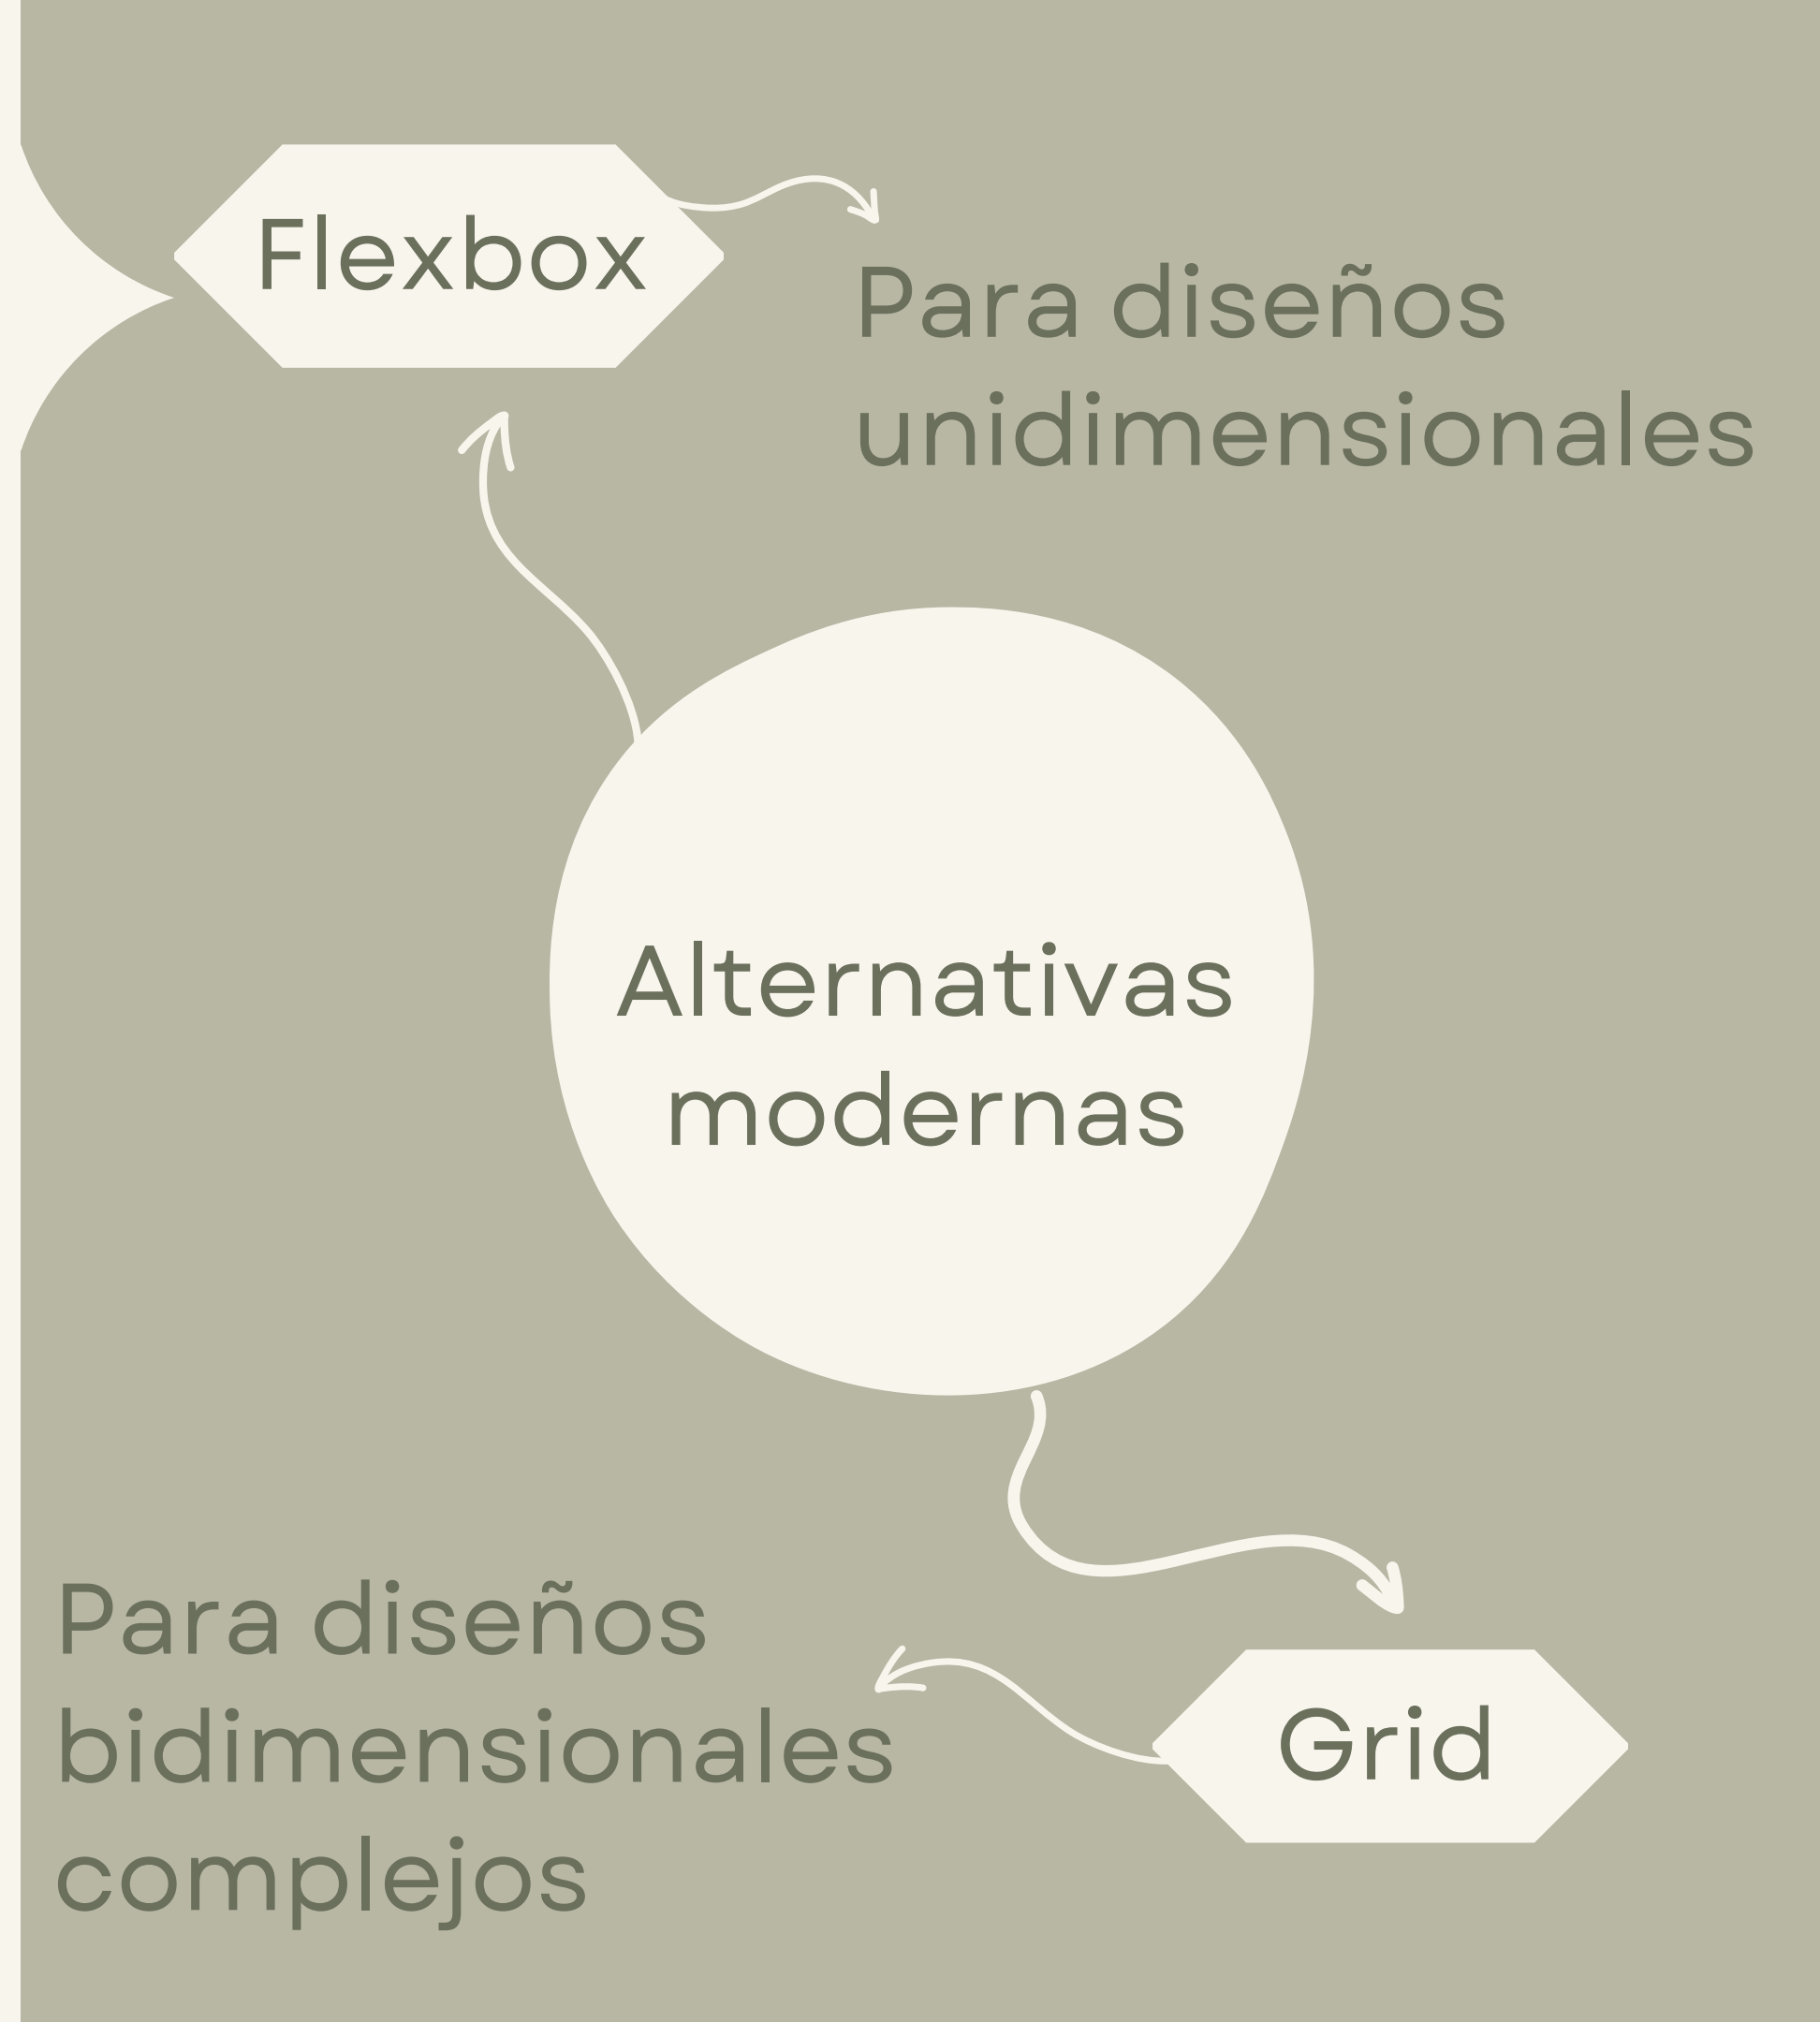 Flexbox
Para diseños
unidimensionales
Alternativas
modernas
Para diseños
bidimensionales
complejos
Grid